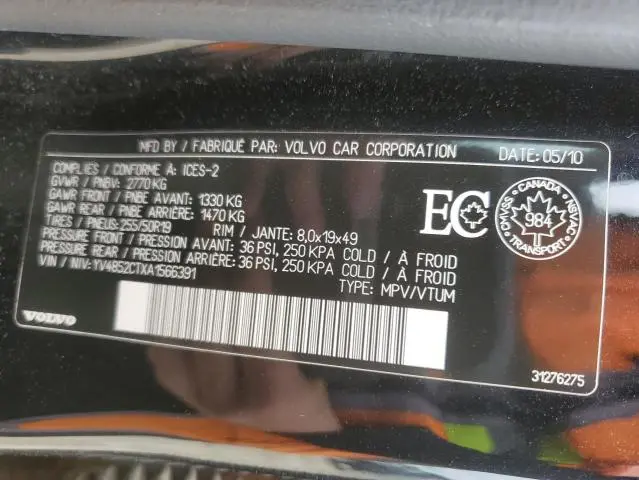 MFD BY / FABRIQUÉ PAR: VOLVO CAR CORPORATION DATE: 05/10
COMPLIES / CONFORME À: ICES-2
GVWR / PNBV: 2770 KG
GAWR FRONT / PNBE AVANT: 1330 KG
GAWR REAR / PNBE ARRIÈRE: 1470 KG
TIRES / PNEUS: 255/50R19 RIM / JANTE: 8,0x19x49
PRESSURE FRONT / PRESSION AVANT: 36 PSI, 250 KPA COLD / À FROID
PRESSURE REAR / PRESSION ARRIÈRE: 36 PSI, 250 KPA COLD / À FROID
VIN / NIV: YV4852CTXA1566391
TYPE: MPV/VTUM
EC
CANADA
CMVSS
NSVAC
984
TRANSPORT
VOLVO
31276275